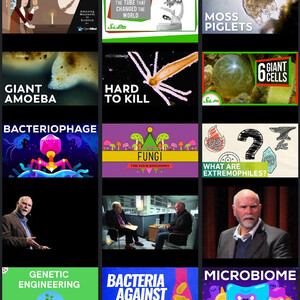 THE TUBE THAT
CHANGED THE
WORLD
MOSS
PIGLETS
GIANT
AMOEBA
HARD
TO KILL
6 GIANT
CELLS
BACTERIOPHAGE
FUNGI
WHAT ARE
EXTREMOPHILES?
GENETIC
ENGINEERING
BACTERIA
AGAINST
MICROBIOME